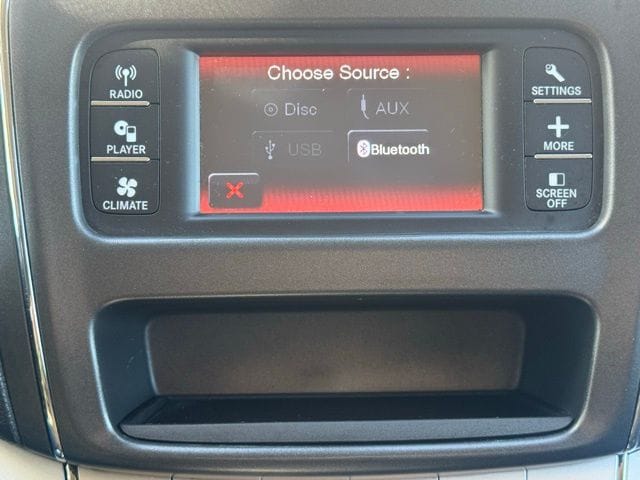 RADIO
PLAYER
CLIMATE
Choose Source :
Disc
AUX
USB
Bluetooth
SETTINGS
MORE
SCREEN
OFF